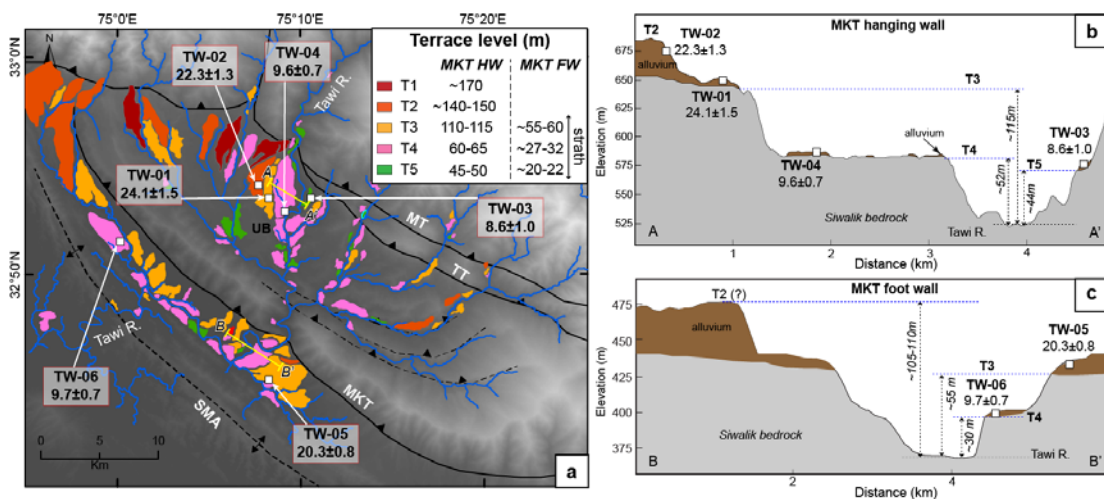 75°0'E 75°10'E 75°20'E
33°0'N
32°50'N
N
TW-02
22.3±1.3
TW-04
9.6±0.7
Tawi R.
Terrace level (m)
MKT HW MKT FW
T1 ~170
T2 ~140-150
T3 110-115 ~55-60
T4 60-65 ~27-32
T5 45-50 ~20-22
strath
TW-01
24.1±1.5
A
A'
TW-03
8.6±1.0
UB
MT
TT
B
B'
Tawi R.
TW-06
9.7±0.7
MKT
SMA
TW-05
20.3±0.8
0 5 10
Km
a
MKT hanging wall
b
Elevation (m)
675
650
625
600
575
550
525
T2
TW-02
22.3±1.3
alluvium
TW-01
24.1±1.5
T3
~115m
TW-03
8.6±1.0
alluvium
T4
T5
TW-04
9.6±0.7
~52m
~44m
Siwalik bedrock
Tawi R.
A A'
1 2 3 4
Distance (km)
MKT foot wall
c
Elevation (m)
475
450
425
400
375
T2 (?)
alluvium
~105-110m
TW-05
20.3±0.8
T3
TW-06
9.7±0.7
~55 m
T4
~30 m
Siwalik bedrock
Tawi R.
B B'
2 4
Distance (km)